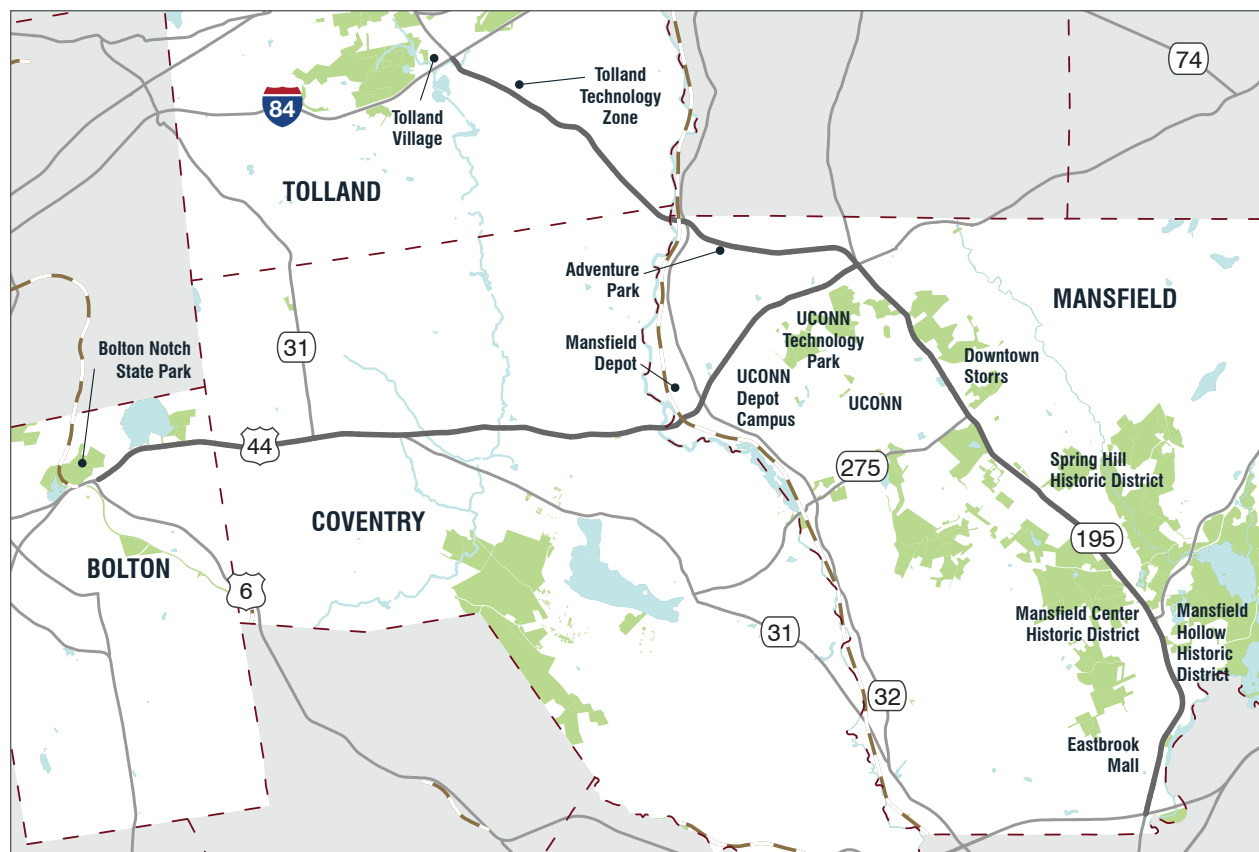 74
Tolland
Technology
Zone
84
Tolland
Village
TOLLAND
Adventure
Park
MANSFIELD
UCONN
Technology
Park
Bolton Notch
State Park
31
Mansfield
Depot
Downtown
Storrs
UCONN
Depot
Campus
UCONN
44
275
Spring Hill
Historic District
COVENTRY
195
BOLTON
6
31
Mansfield Center
Historic District
Mansfield
Hollow
Historic
District
32
Eastbrook
Mall